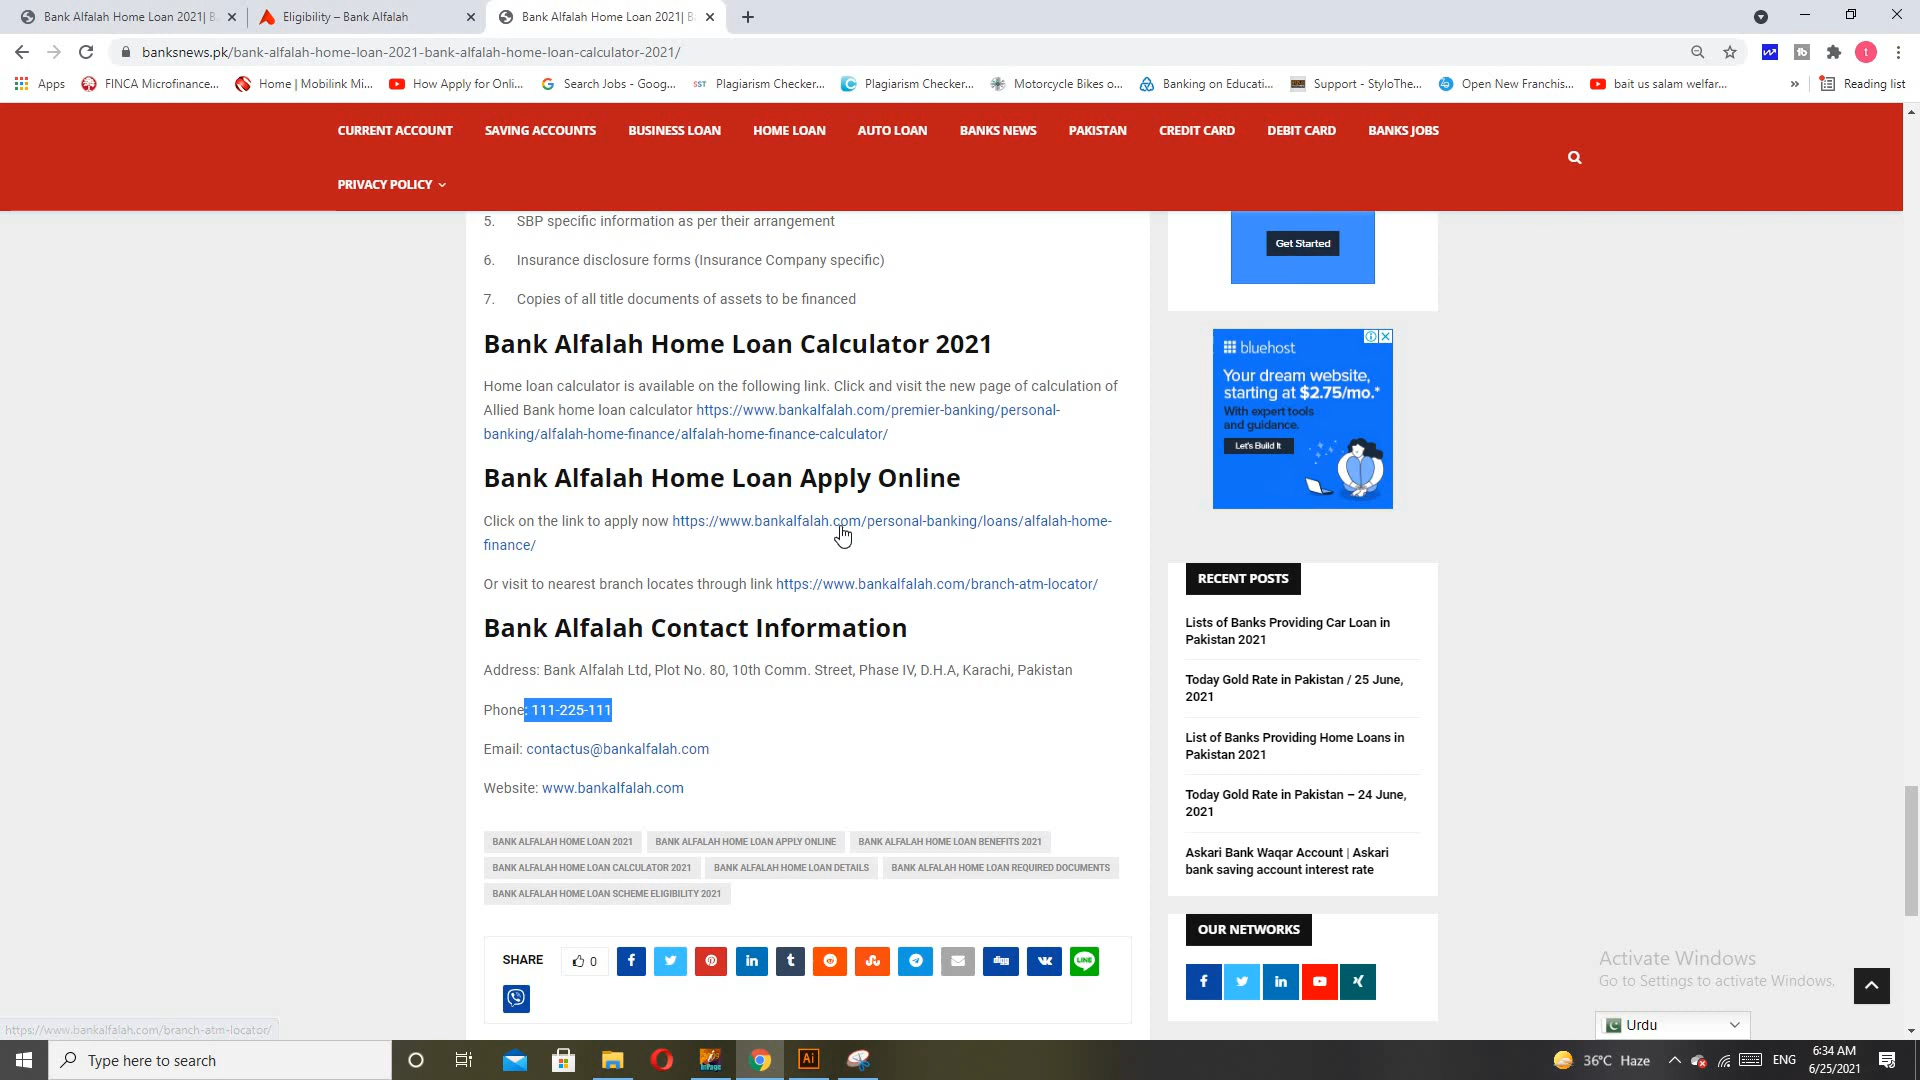 Bank Alfalah Home Loan 2021| B
Eligibility – Bank Alfalah
Bank Alfalah Home Loan 2021| B
banksnews.pk/bank-alfalah-home-loan-2021-bank-alfalah-home-loan-calculator-2021/
t
Apps
FINCA Microfinance...
Home | Mobilink Mi...
How Apply for Onli...
Search Jobs - Goog...
SST Plagiarism Checker...
Plagiarism Checker...
Motorcycle Bikes o...
Banking on Educati...
Support - StyloThe...
Open New Franchis...
bait us salam welfar...
»
Reading list
CURRENT ACCOUNT
SAVING ACCOUNTS
BUSINESS LOAN
HOME LOAN
AUTO LOAN
BANKS NEWS
PAKISTAN
CREDIT CARD
DEBIT CARD
BANKS JOBS
PRIVACY POLICY
5. SBP specific information as per their arrangement
6. Insurance disclosure forms (Insurance Company specific)
7. Copies of all title documents of assets to be financed
Bank Alfalah Home Loan Calculator 2021
Home loan calculator is available on the following link. Click and visit the new page of calculation of
Allied Bank home loan calculator https://www.bankalfalah.com/premier-banking/personal-
banking/alfalah-home-finance/alfalah-home-finance-calculator/
Bank Alfalah Home Loan Apply Online
Click on the link to apply now https://www.bankalfalah.com/personal-banking/loans/alfalah-home-
finance/
Or visit to nearest branch locates through link https://www.bankalfalah.com/branch-atm-locator/
Bank Alfalah Contact Information
Address: Bank Alfalah Ltd, Plot No. 80, 10th Comm. Street, Phase IV, D.H.A, Karachi, Pakistan
Phone: 111-225-111
Email: contactus@bankalfalah.com
Website: www.bankalfalah.com
BANK ALFALAH HOME LOAN 2021
BANK ALFALAH HOME LOAN APPLY ONLINE
BANK ALFALAH HOME LOAN BENEFITS 2021
BANK ALFALAH HOME LOAN CALCULATOR 2021
BANK ALFALAH HOME LOAN DETAILS
BANK ALFALAH HOME LOAN REQUIRED DOCUMENTS
BANK ALFALAH HOME LOAN SCHEME ELIGIBILITY 2021
SHARE
0
digg
LINE
Get Started
bluehost
Your dream website,
starting at $2.75/mo.*
With expert tools
and guidance.
Let's Build It
RECENT POSTS
Lists of Banks Providing Car Loan in
Pakistan 2021
Today Gold Rate in Pakistan / 25 June,
2021
List of Banks Providing Home Loans in
Pakistan 2021
Today Gold Rate in Pakistan – 24 June,
2021
Askari Bank Waqar Account | Askari
bank saving account interest rate
OUR NETWORKS
Activate Windows
Go to Settings to activate Windows.
Urdu
https://www.bankalfalah.com/branch-atm-locator/
Type here to search
Ai
36°C Haze
ENG
6:34 AM
6/25/2021